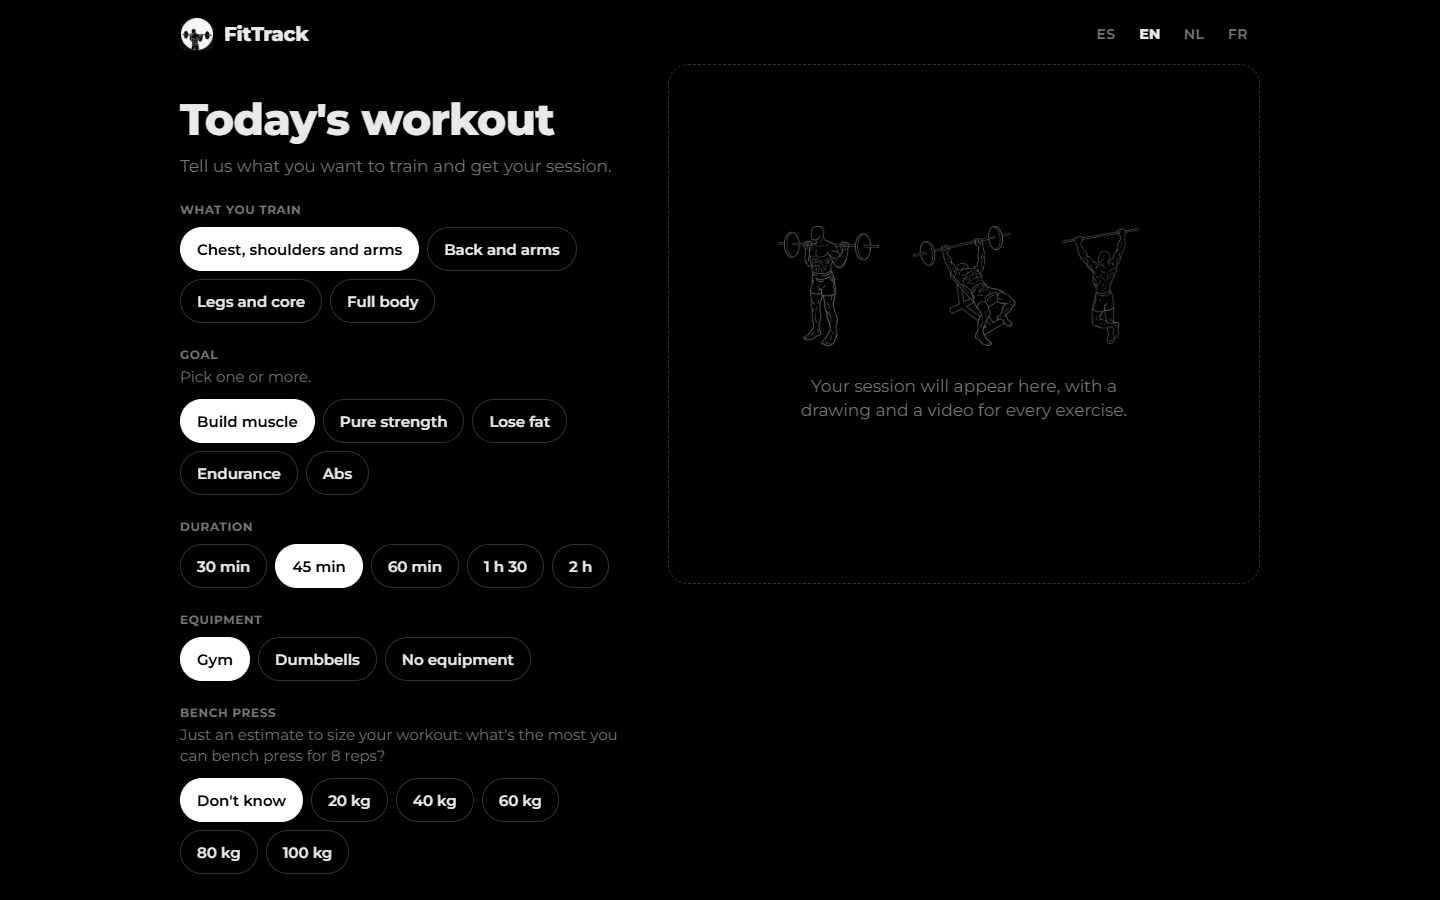 FitTrack
ES EN NL FR
Today's workout
Tell us what you want to train and get your session.
WHAT YOU TRAIN
Chest, shoulders and arms
Back and arms
Legs and core
Full body
GOAL
Pick one or more.
Build muscle
Pure strength
Lose fat
Endurance
Abs
DURATION
30 min
45 min
60 min
1 h 30
2 h
EQUIPMENT
Gym
Dumbbells
No equipment
BENCH PRESS
Just an estimate to size your workout: what's the most you
can bench press for 8 reps?
Don't know
20 kg
40 kg
60 kg
80 kg
100 kg
Your session will appear here, with a
drawing and a video for every exercise.